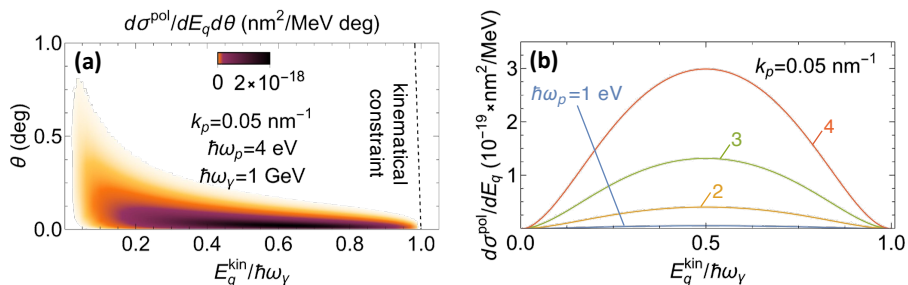 dσ^pol/dE_q dθ (nm²/MeV deg)
(a)
0 2×10⁻¹⁸
k_p=0.05 nm⁻¹
ℏω_p=4 eV
ℏω_γ=1 GeV
kinematical
constraint
θ (deg)
1.0
0.5
0.0
0.2 0.4 0.6 0.8 1.0
E_q^kin/ℏω_γ
(b)
k_p=0.05 nm⁻¹
ℏω_p=1 eV
4
3
2
dσ^pol/dE_q (10⁻¹⁹×nm²/MeV)
3
2
1
0
0.0 0.5 1.0
E_q^kin/ℏω_γ